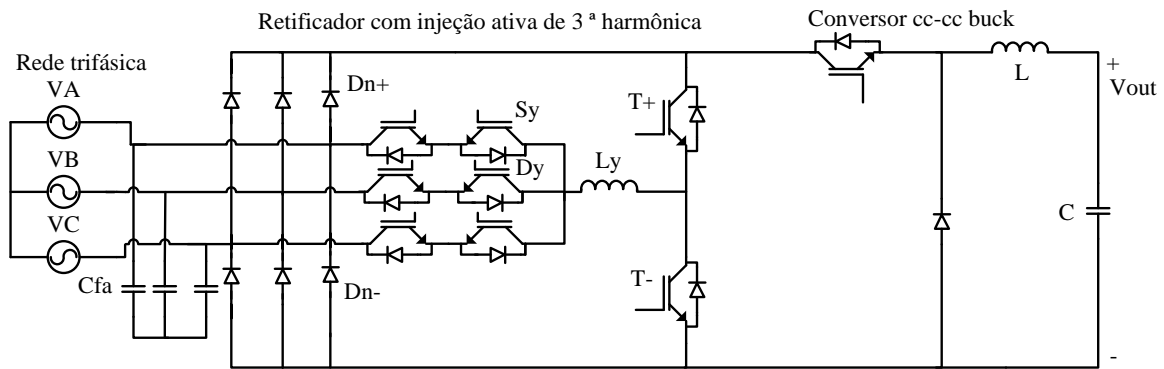 Retificador com injeção ativa de 3 ª harmônica
Conversor cc-cc buck
Rede trifásica
VA
VB
VC
Cfa
Dn+
Dn-
Sy
Dy
Ly
T+
T-
L
+
Vout
C
-